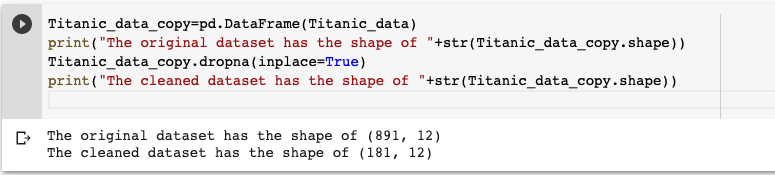 Titanic_data_copy=pd.DataFrame(Titanic_data)
print("The original dataset has the shape of "+str(Titanic_data_copy.shape))
Titanic_data_copy.dropna(inplace=True)
print("The cleaned dataset has the shape of "+str(Titanic_data_copy.shape))
The original dataset has the shape of (891, 12)
The cleaned dataset has the shape of (181, 12)